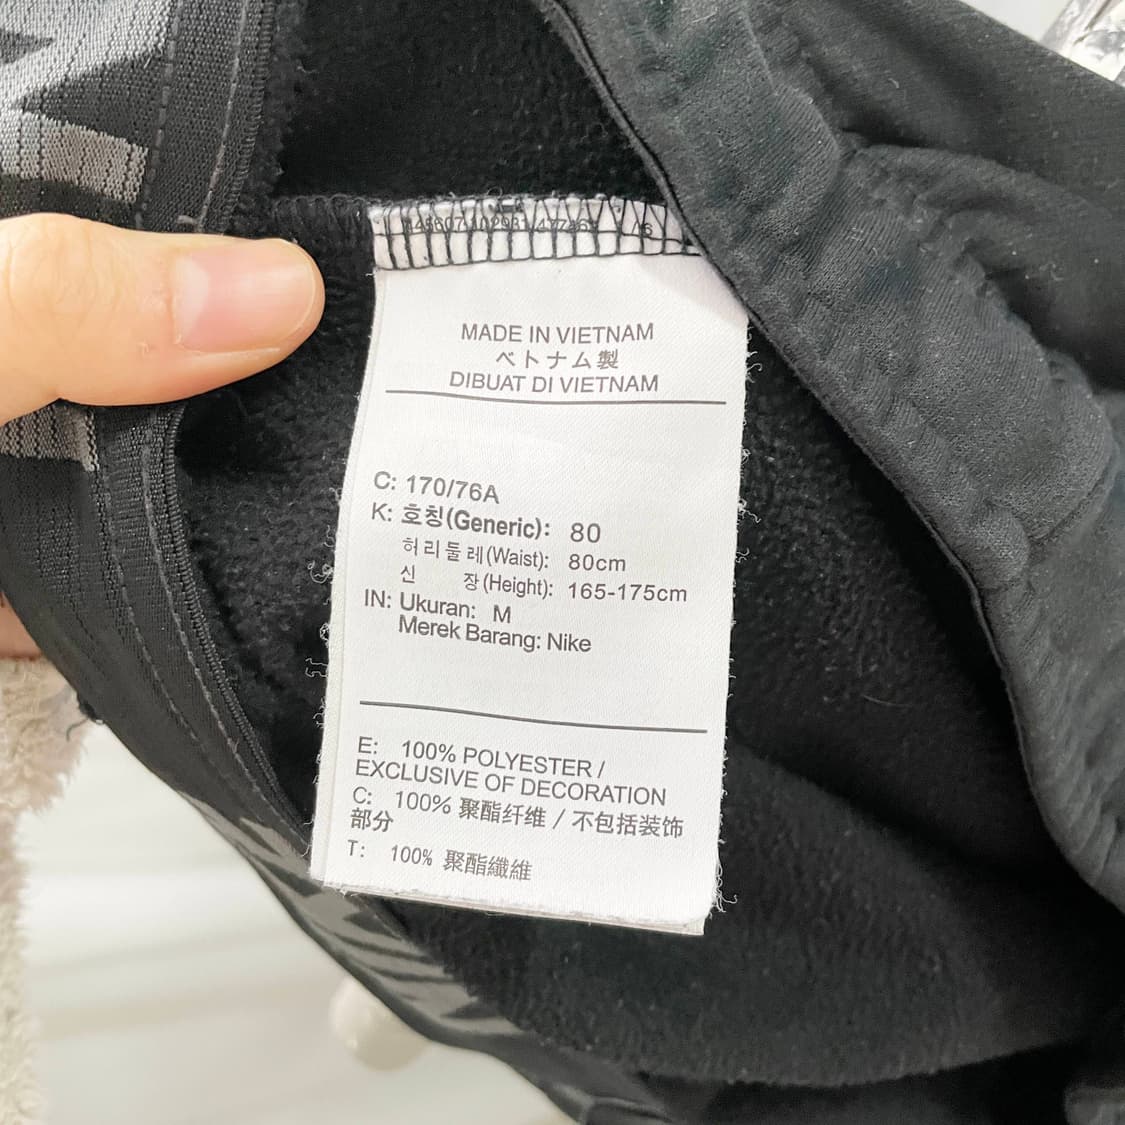 MADE IN VIETNAM
ベトナム製
DIBUAT DI VIETNAM
C: 170/76A
K: 호칭(Generic): 80
허리둘레(Waist): 80cm
신 장(Height): 165-175cm
IN: Ukuran: M
Merek Barang: Nike
E: 100% POLYESTER /
EXCLUSIVE OF DECORATION
C: 100% 聚酯纤维 / 不包括装饰
部分
T: 100% 聚酯纖維